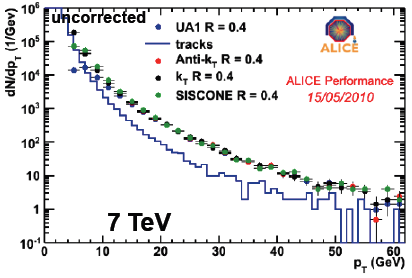 uncorrected
UA1 R = 0.4
tracks
Anti-k_T R = 0.4
k_T R = 0.4
SISCONE R = 0.4
ALICE
ALICE Performance
15/05/2010
7 TeV
dN/dp_T (1/GeV)
10^6
10^5
10^4
10^3
10^2
10
1
10^-1
0 10 20 30 40 50 60
p_T (GeV)